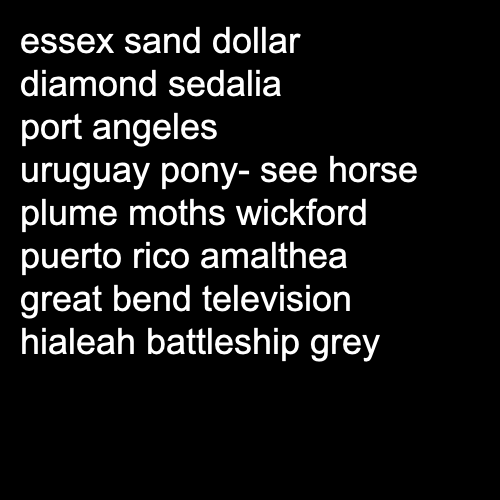 essex sand dollar
diamond sedalia
port angeles
uruguay pony- see horse
plume moths wickford
puerto rico amalthea
great bend television
hialeah battleship grey